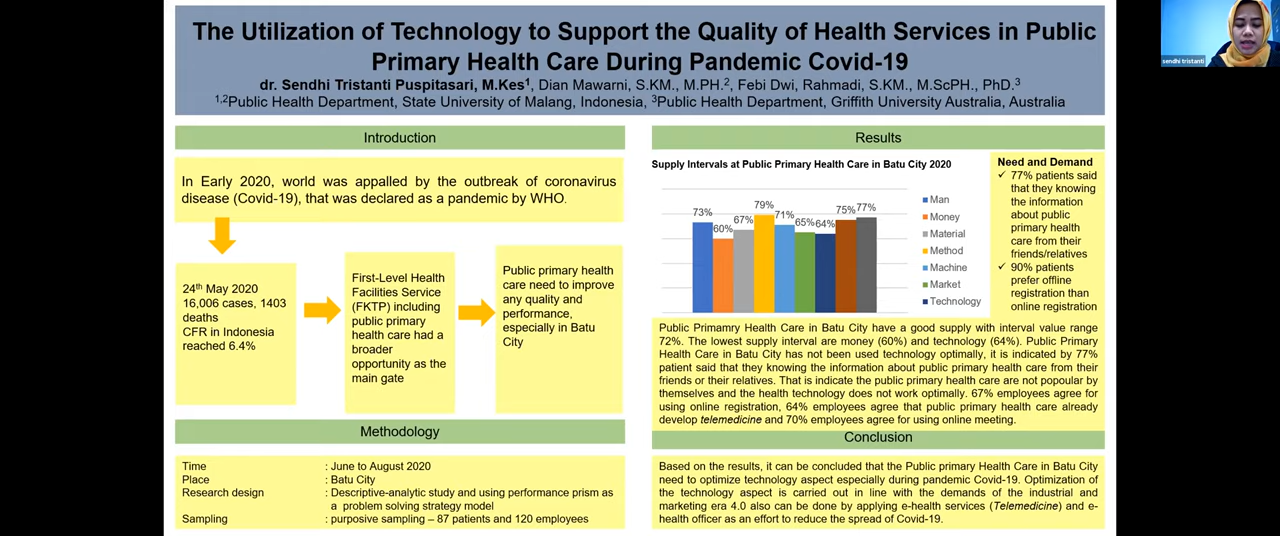 The Utilization of Technology to Support the Quality of Health Services in Public
Primary Health Care During Pandemic Covid-19
dr. Sendhi Tristanti Puspitasari, M.Kes¹, Dian Mawarni, S.KM., M.PH.², Febi Dwi, Rahmadi, S.KM., M.ScPH., PhD.³
¹,²Public Health Department, State University of Malang, Indonesia, ³Public Health Department, Griffith University Australia, Australia
sendhi tristanti
Introduction
In Early 2020, world was appalled by the outbreak of coronavirus
disease (Covid-19), that was declared as a pandemic by WHO.
24th May 2020
16,006 cases, 1403
deaths
CFR in Indonesia
reached 6.4%
First-Level Health
Facilities Service
(FKTP) including
public primary
health care had a
broader
opportunity as the
main gate
Public primary health
care need to improve
any quality and
performance,
especially in Batu
City
Methodology
Time : June to August 2020
Place : Batu City
Research design : Descriptive-analytic study and using performance prism as
a problem solving strategy model
Sampling : purposive sampling – 87 patients and 120 employees
Results
Supply Intervals at Public Primary Health Care in Batu City 2020
73%
60%
67%
79%
71%
65%
64%
75%
77%
Man
Money
Material
Method
Machine
Market
Technology
Need and Demand
✓ 77% patients said
that they knowing
the information
about public
primary health
care from their
friends/relatives
✓ 90% patients
prefer offline
registration than
online registration
Public Primamry Health Care in Batu City have a good supply with interval value range
72%. The lowest supply interval are money (60%) and technology (64%). Public Primary
Health Care in Batu City has not been used technology optimally, it is indicated by 77%
patient said that they knowing the information about public primary health care from their
friends or their relatives. That is indicate the public primary health care are not popoular by
themselves and the health technology does not work optimally. 67% employees agree for
using online registration, 64% employees agree that public primary health care already
develop telemedicine and 70% employees agree for using online meeting.
Conclusion
Based on the results, it can be concluded that the Public primary Health Care in Batu City
need to optimize technology aspect especially during pandemic Covid-19. Optimization of
the technology aspect is carried out in line with the demands of the industrial and
marketing era 4.0 also can be done by applying e-health services (Telemedicine) and e-
health officer as an effort to reduce the spread of Covid-19.